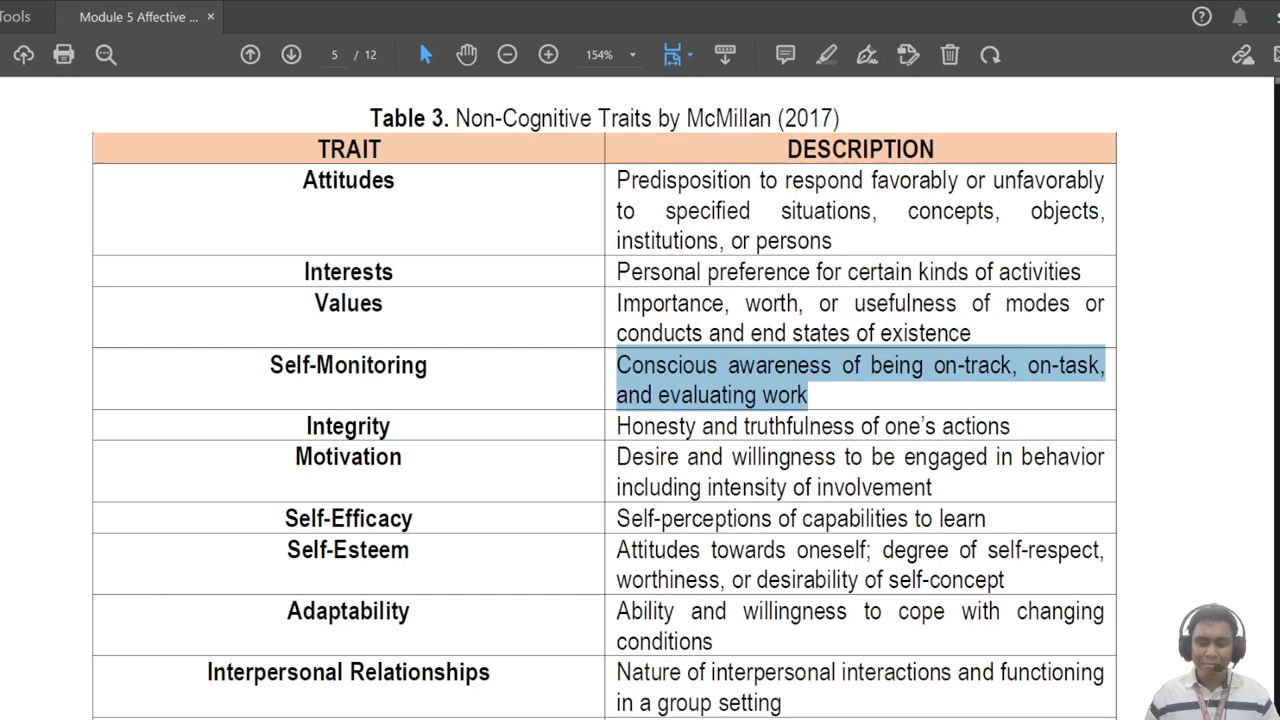 Tools
Module 5 Affective ... ×
5 / 12
154%
Table 3. Non-Cognitive Traits by McMillan (2017)
TRAIT DESCRIPTION
Attitudes Predisposition to respond favorably or unfavorably
to specified situations, concepts, objects,
institutions, or persons
Interests Personal preference for certain kinds of activities
Values Importance, worth, or usefulness of modes or
conducts and end states of existence
Self-Monitoring Conscious awareness of being on-track, on-task,
and evaluating work
Integrity Honesty and truthfulness of one’s actions
Motivation Desire and willingness to be engaged in behavior
including intensity of involvement
Self-Efficacy Self-perceptions of capabilities to learn
Self-Esteem Attitudes towards oneself; degree of self-respect,
worthiness, or desirability of self-concept
Adaptability Ability and willingness to cope with changing
conditions
Interpersonal Relationships Nature of interpersonal interactions and functioning
in a group setting